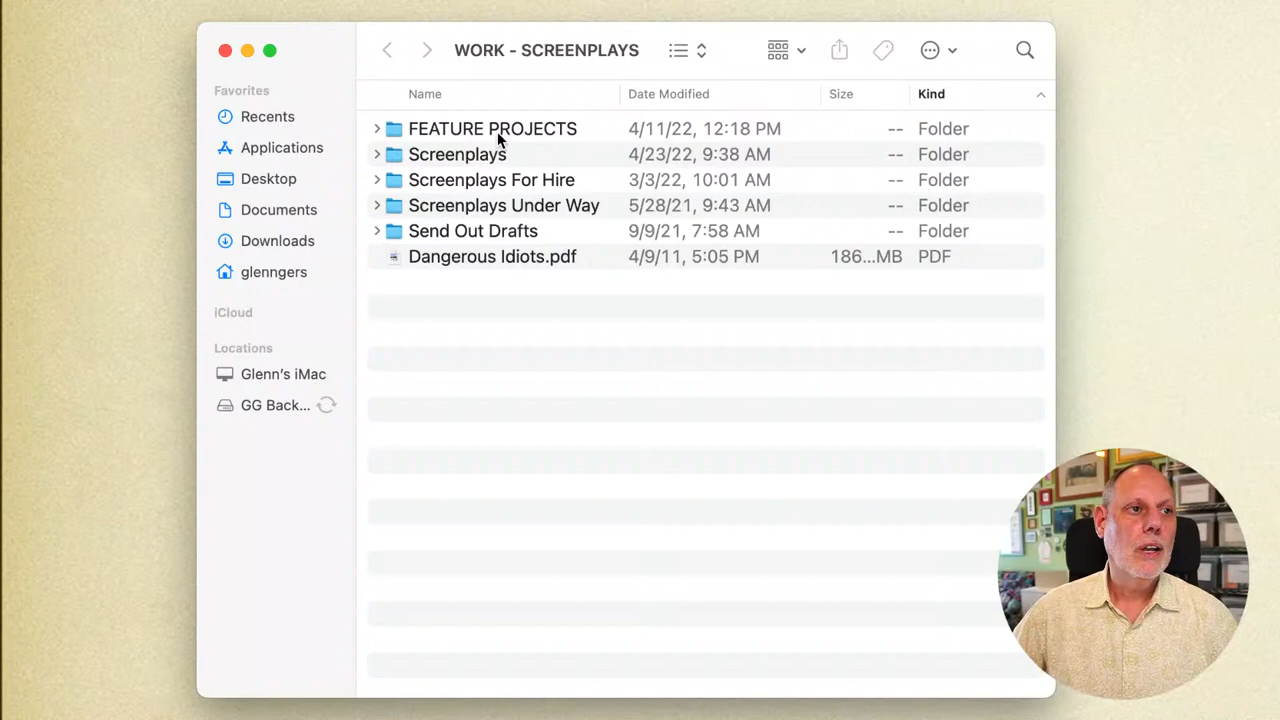 WORK - SCREENPLAYS
Favorites
Recents
Applications
Desktop
Documents
Downloads
glenngers
iCloud
Locations
Glenn's iMac
GG Back...
Name Date Modified Size Kind
FEATURE PROJECTS 4/11/22, 12:18 PM -- Folder
Screenplays 4/23/22, 9:38 AM -- Folder
Screenplays For Hire 3/3/22, 10:01 AM -- Folder
Screenplays Under Way 5/28/21, 9:43 AM -- Folder
Send Out Drafts 9/9/21, 7:58 AM -- Folder
Dangerous Idiots.pdf 4/9/11, 5:05 PM 186...MB PDF